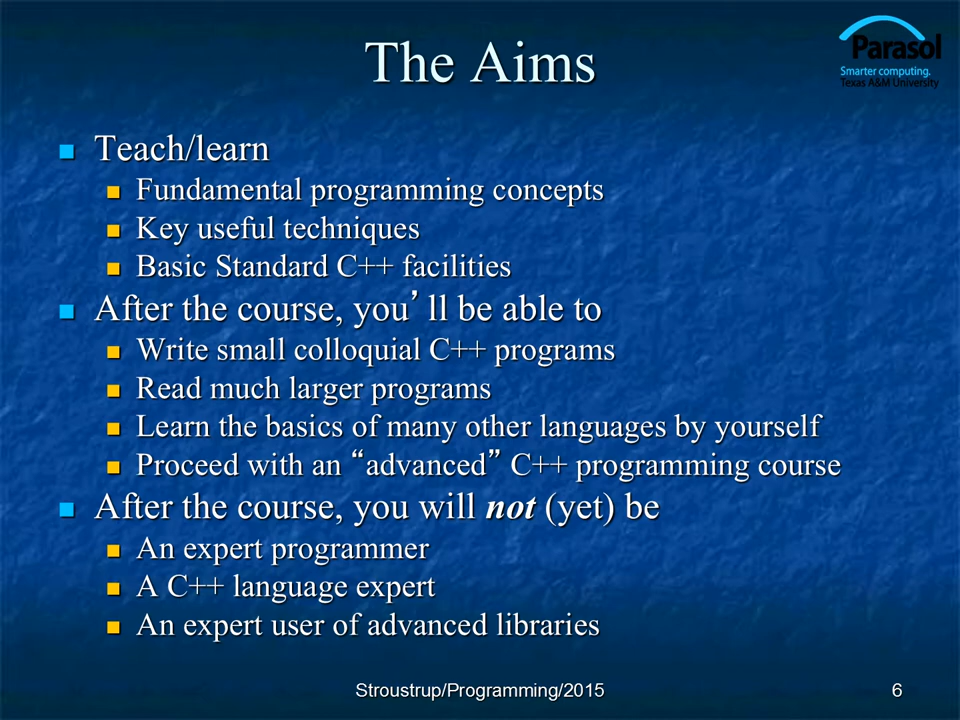 The Aims
Parasol
Smarter computing.
Texas A&M University
Teach/learn
Fundamental programming concepts
Key useful techniques
Basic Standard C++ facilities
After the course, you’ ll be able to
Write small colloquial C++ programs
Read much larger programs
Learn the basics of many other languages by yourself
Proceed with an “advanced” C++ programming course
After the course, you will not (yet) be
An expert programmer
A C++ language expert
An expert user of advanced libraries
Stroustrup/Programming/2015
6